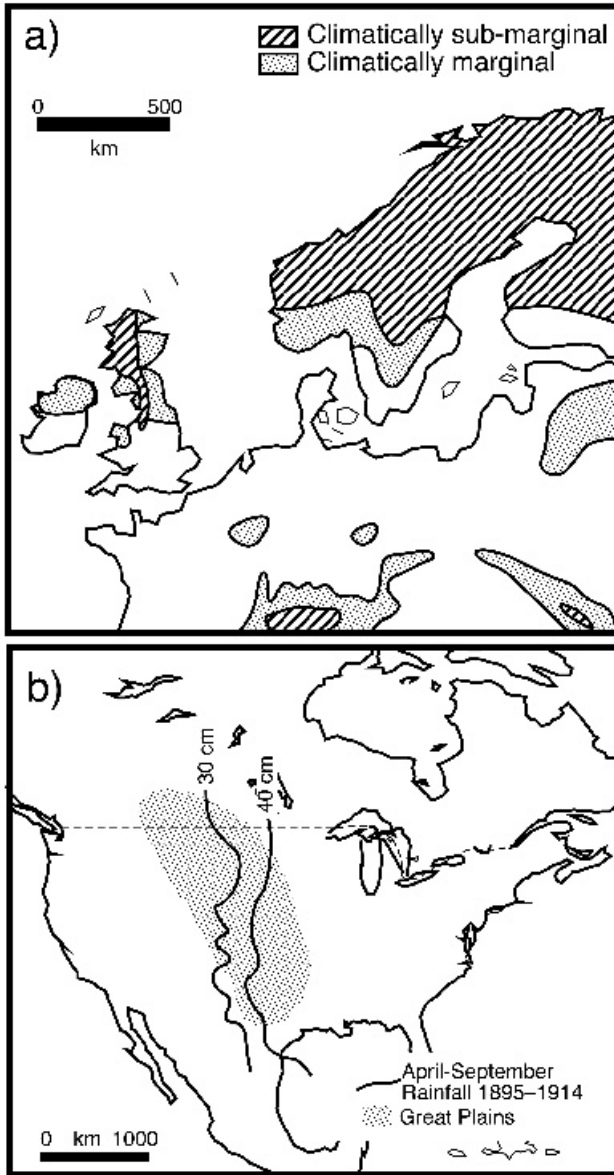 a)
Climatically sub-marginal
Climatically marginal
0 500
km
b)
30 cm
40 cm
April-September
Rainfall 1895–1914
Great Plains
0 km 1000